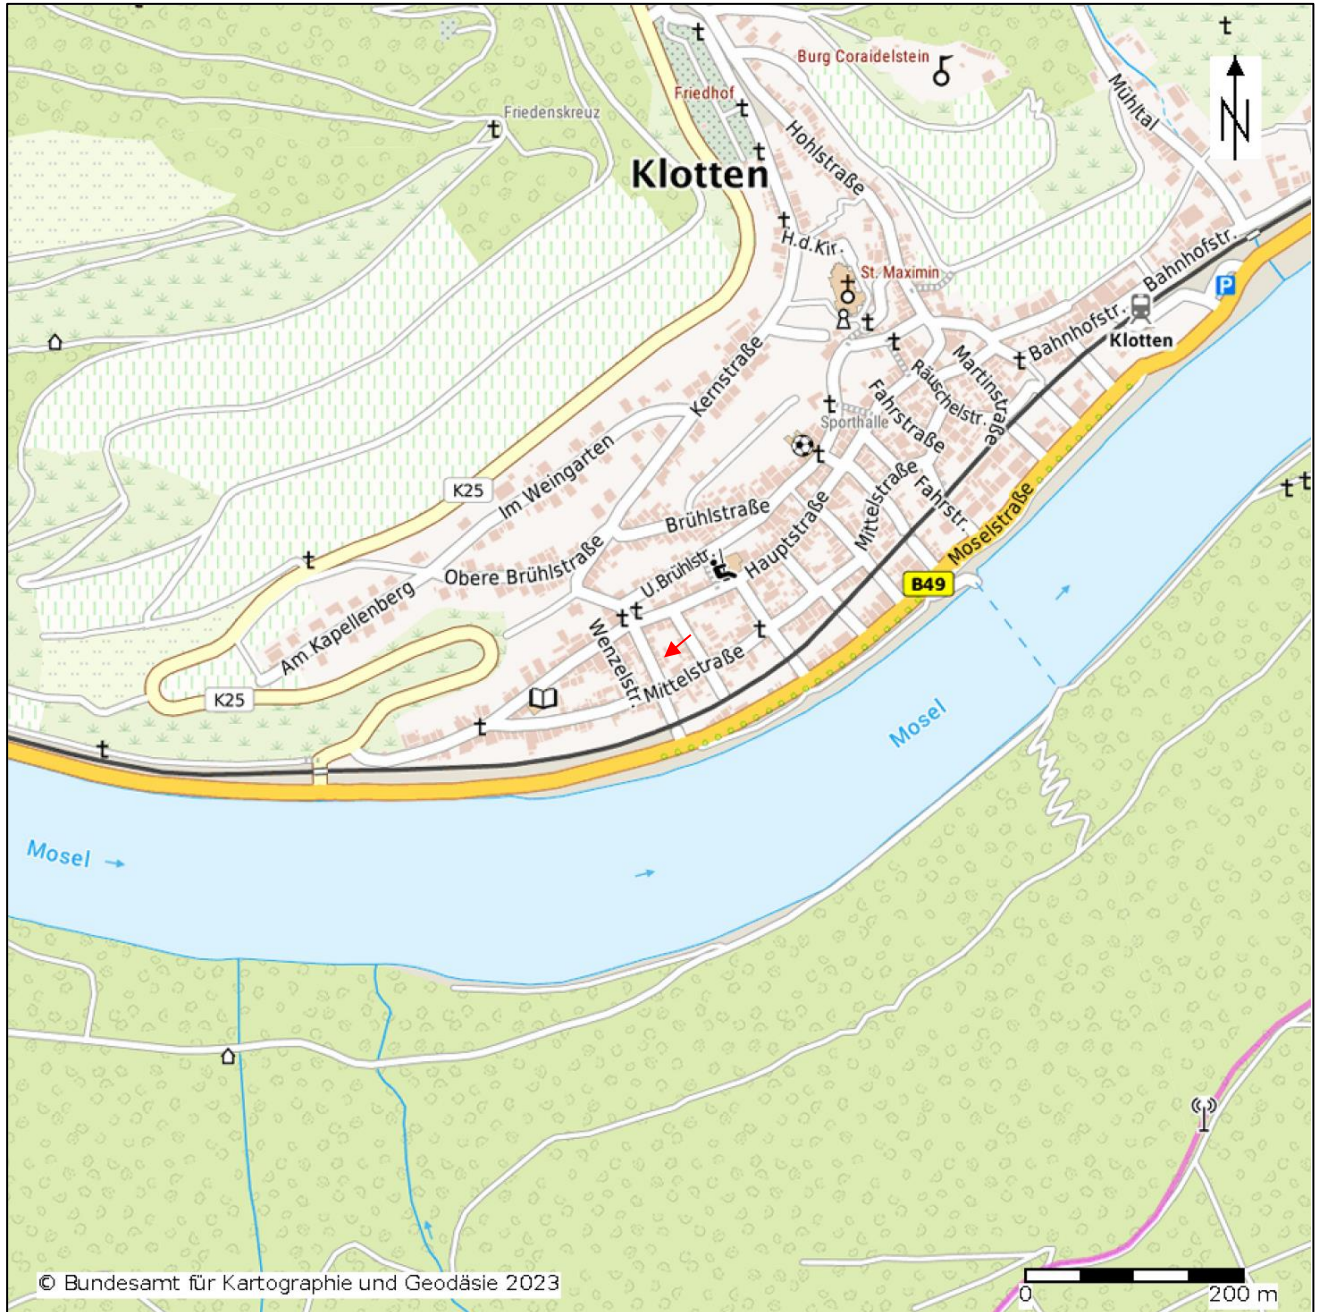 Burg Coraidelstein
Friedhof
Mühltal
N
Friedenskreuz
Hohlstraße
Klotten
H.d.Kir.
St. Maximin
Bahnhofstr.
P
Bahnhofstr.
Klotten
Kernstraße
Martinstraße
Räuschelstr.
Fahrstraße
Sporthalle
Im Weingarten
K25
Mittelstraße
Fahrstr.
Brühlstraße
Hauptstraße
Moselstraße
Obere Brühlstraße
U.Brühlstr.
B49
Am Kapellenberg
Wenzelstr.
Mittelstraße
K25
Mosel
Mosel
© Bundesamt für Kartographie und Geodäsie 2023
0 200 m